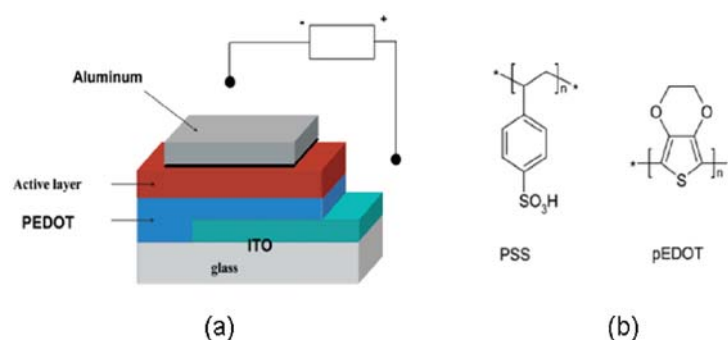 - +
Aluminum
Active layer
PEDOT
ITO
glass
(a)
* n *
SO₃H
PSS
O O
* S n *
pEDOT
(b)